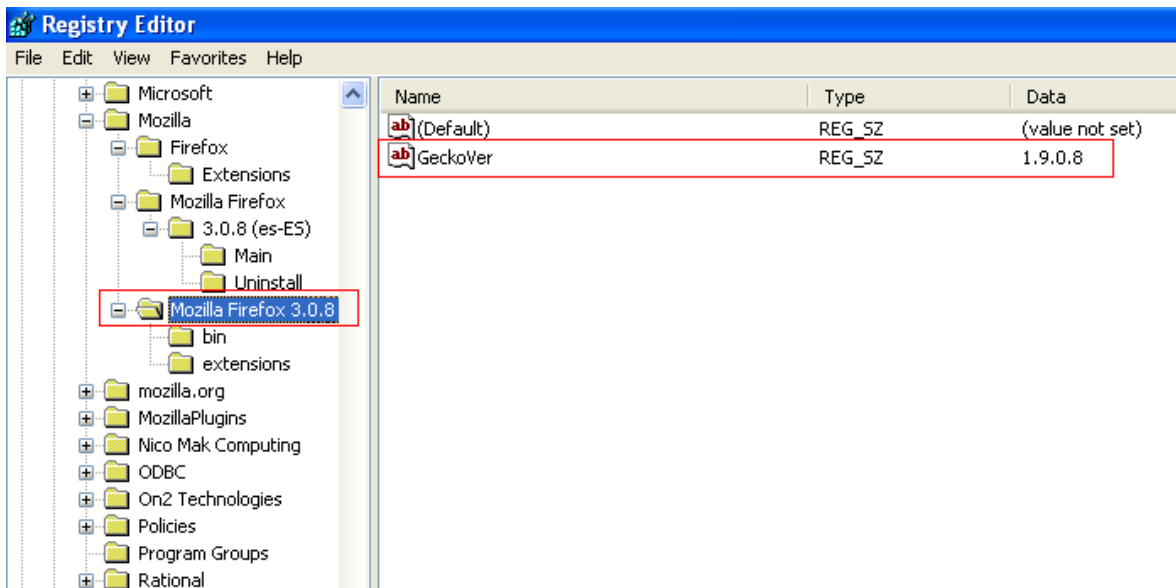 Registry Editor
File Edit View Favorites Help
Microsoft
Mozilla
Firefox
Extensions
Mozilla Firefox
3.0.8 (es-ES)
Main
Uninstall
Mozilla Firefox 3.0.8
bin
extensions
mozilla.org
MozillaPlugins
Nico Mak Computing
ODBC
On2 Technologies
Policies
Program Groups
Rational
Name Type Data
ab (Default) REG_SZ (value not set)
ab GeckoVer REG_SZ 1.9.0.8